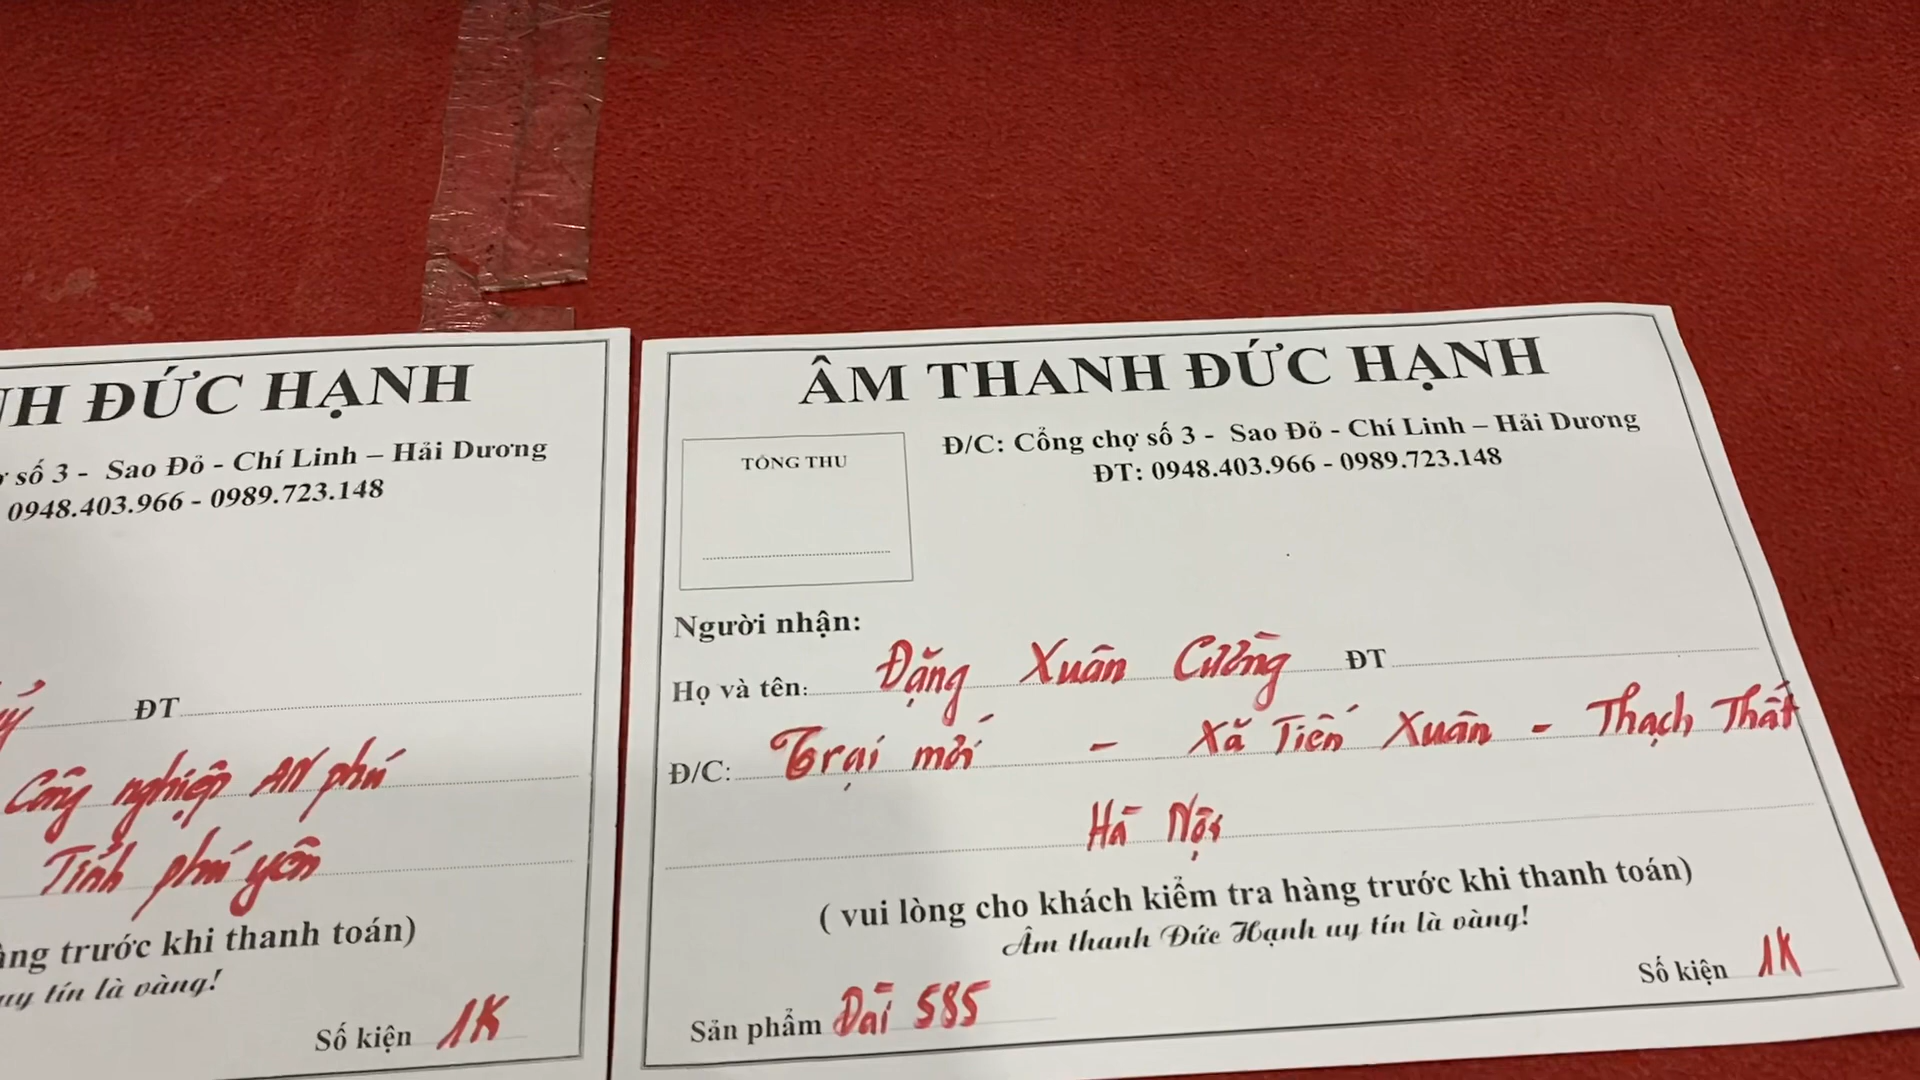 NH ĐỨC HẠNH
số 3 - Sao Đỏ - Chí Linh – Hải Dương
0948.403.966 - 0989.723.148
ĐT
Công nghiệp AN phú
Tỉnh phú yên
àng trước khi thanh toán)
uy tín là vàng!
Số kiện 1K
ÂM THANH ĐỨC HẠNH
TỔNG THU
Đ/C: Cổng chợ số 3 - Sao Đỏ - Chí Linh – Hải Dương
ĐT: 0948.403.966 - 0989.723.148
Người nhận:
Họ và tên: Đặng Xuân Cường ĐT
Đ/C: Trại mới - Xã Tiến Xuân - Thạch Thất
Hà Nội
( vui lòng cho khách kiểm tra hàng trước khi thanh toán)
Âm thanh Đức Hạnh uy tín là vàng!
Số kiện 1K
Sản phẩm Đài 585